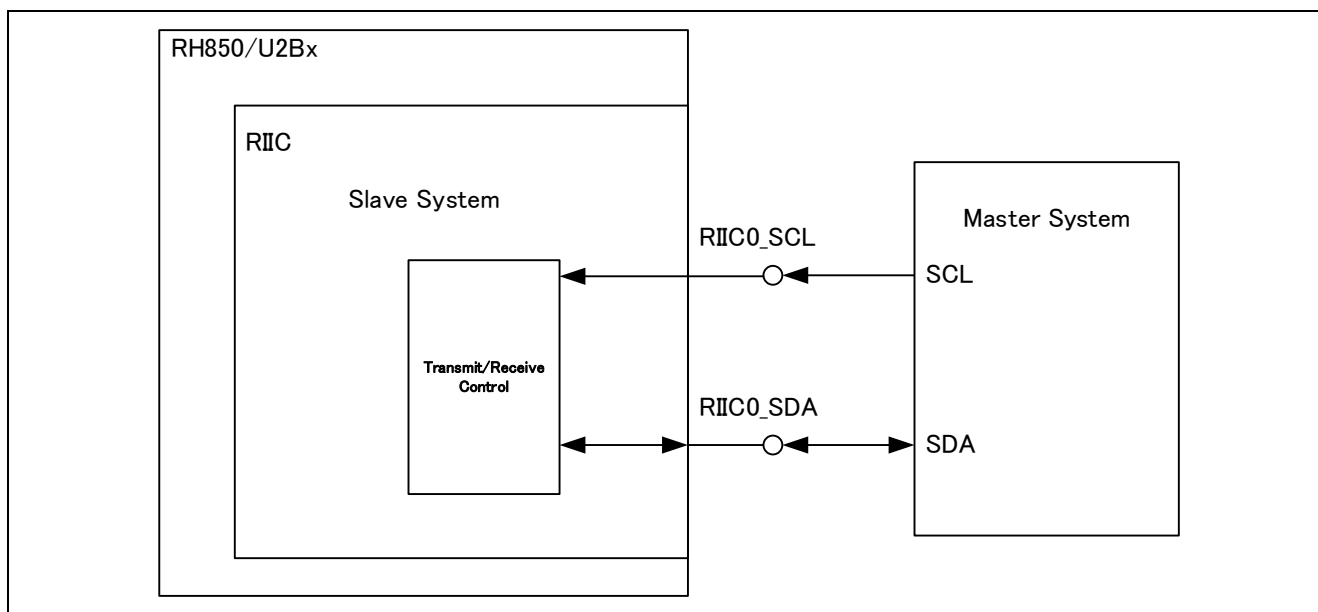 RH850/U2Bx
RIIC
Slave System
Master System
RIIC0_SCL
SCL
Transmit/Receive
Control
RIIC0_SDA
SDA